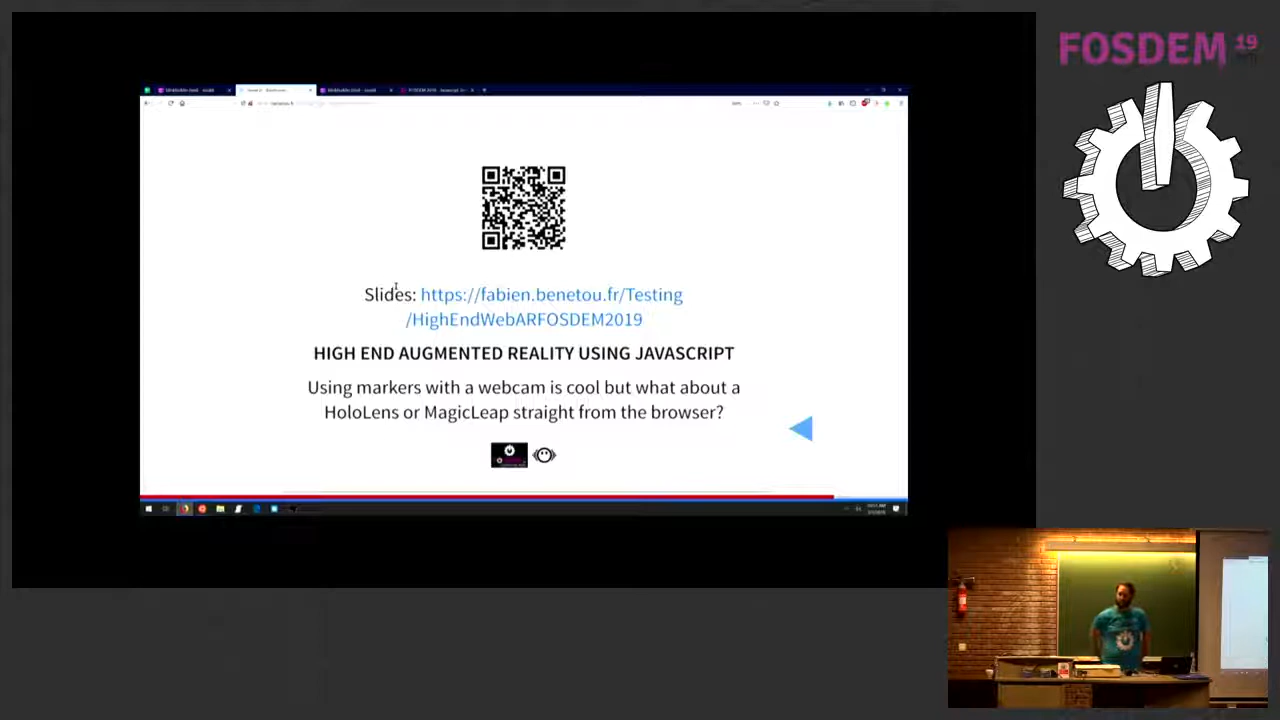 FOSDEM 19
Slides: https://fabien.benetou.fr/Testing
/HighEndWebARFOSDEM2019
HIGH END AUGMENTED REALITY USING JAVASCRIPT
Using markers with a webcam is cool but what about a
HoloLens or MagicLeap straight from the browser?